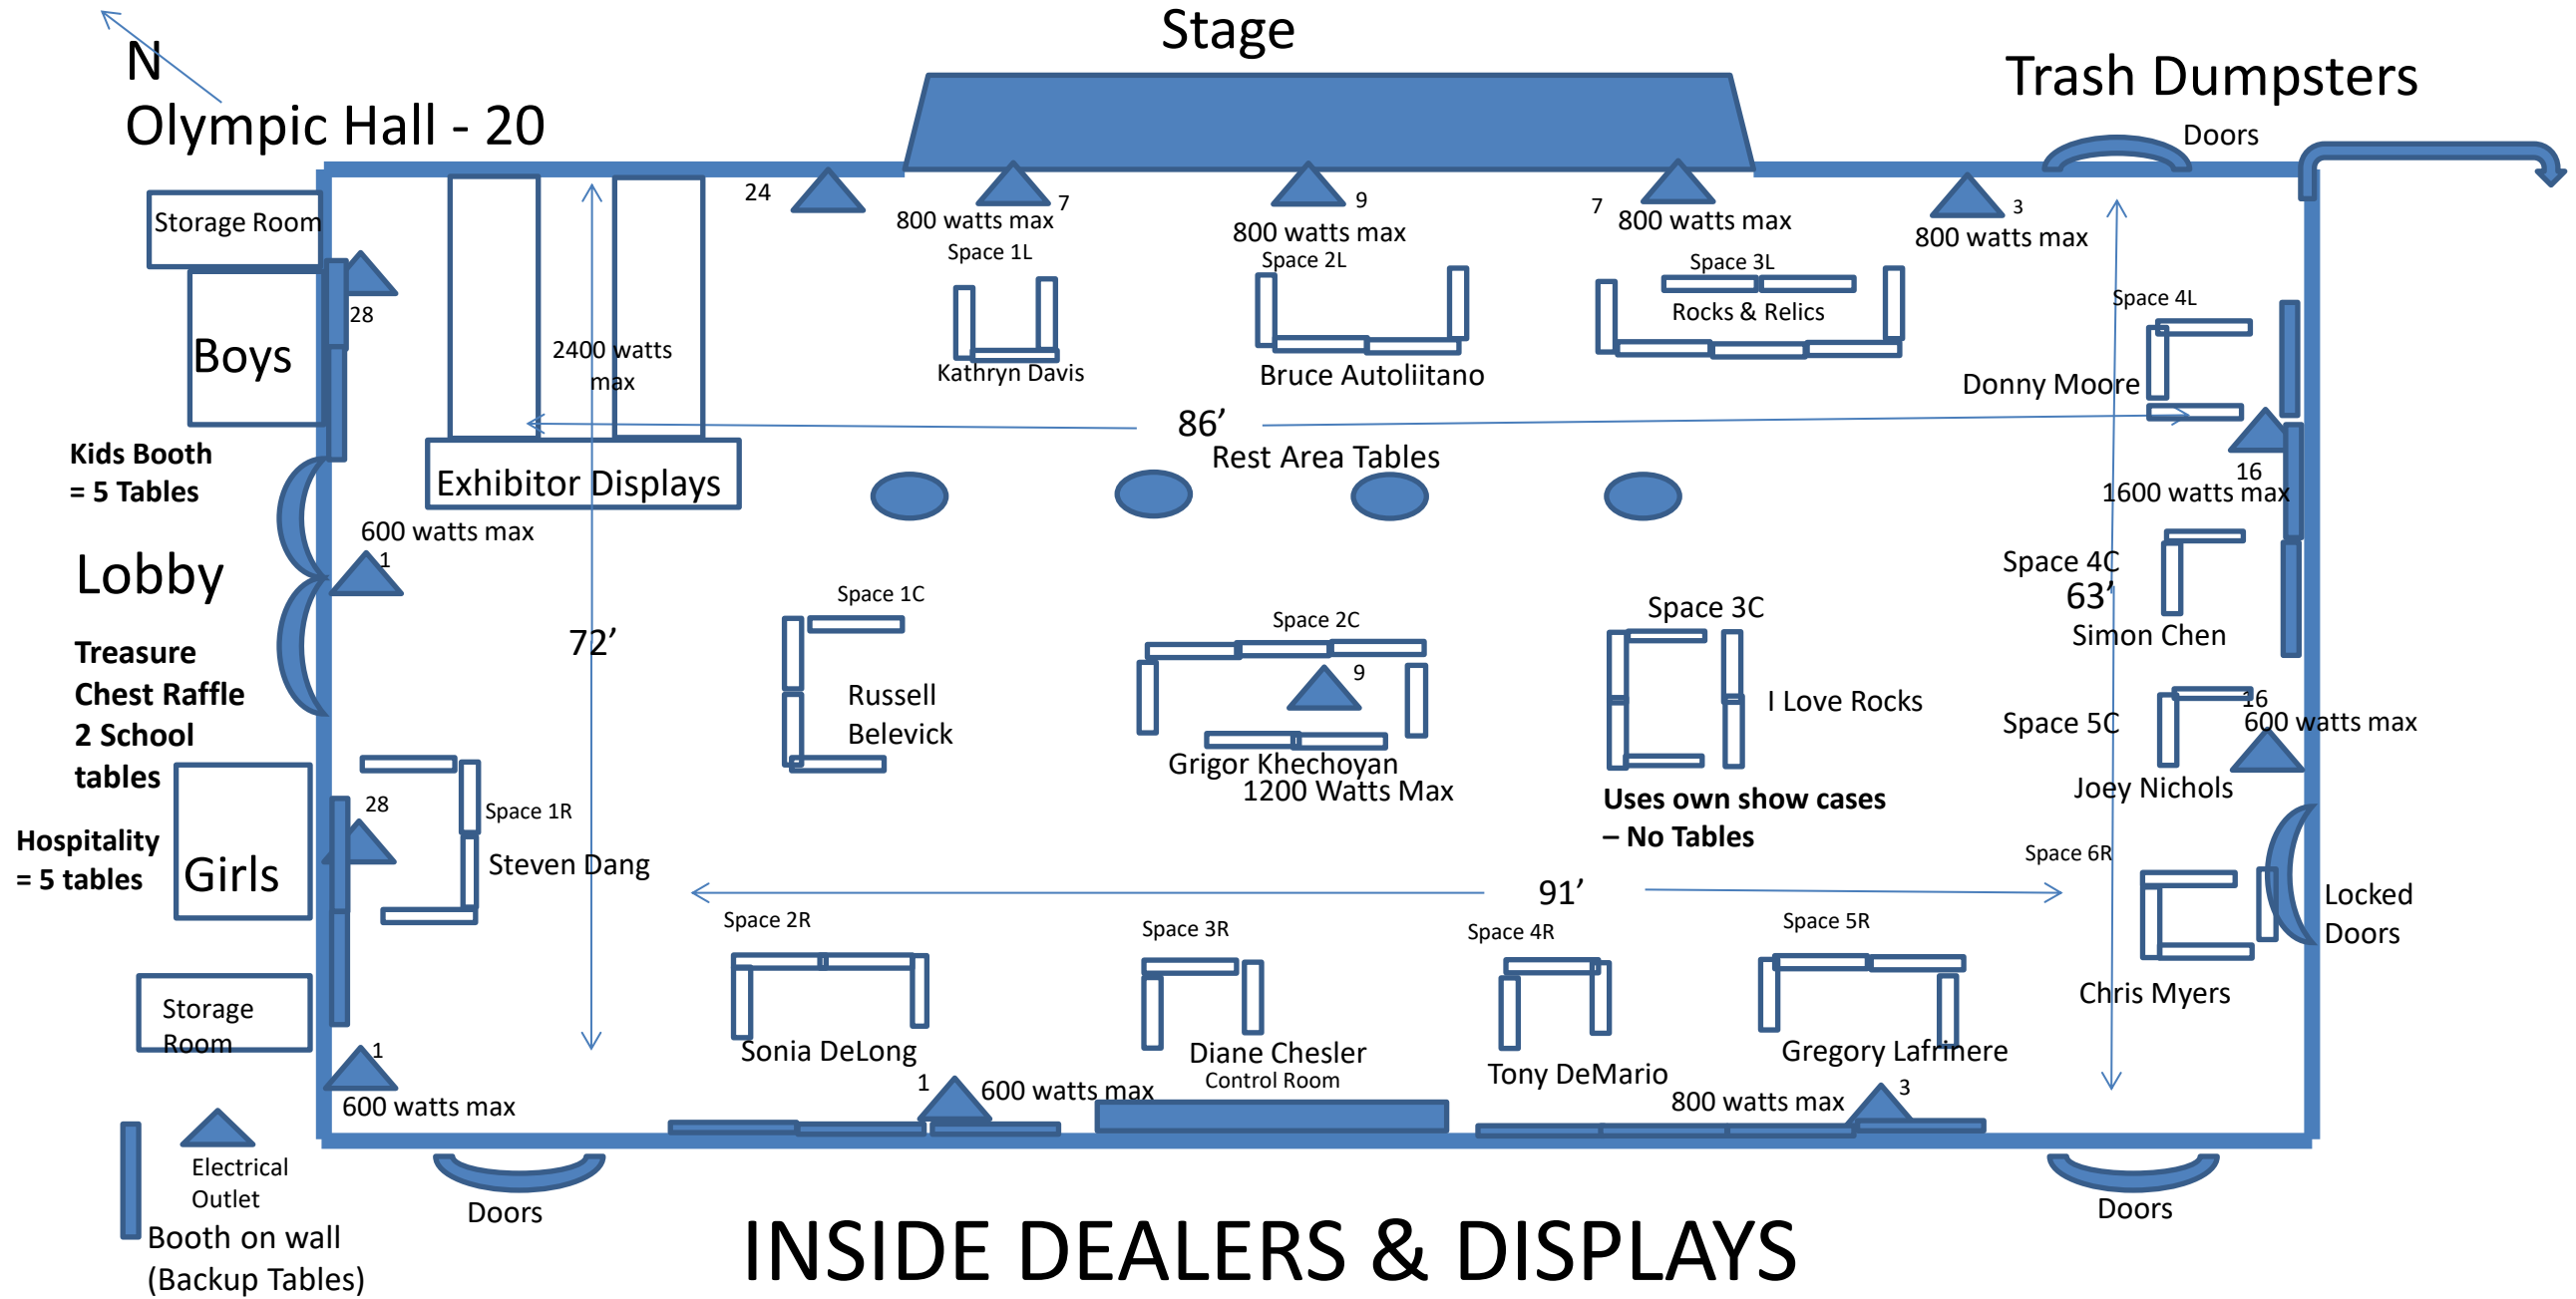 Stage
N
Trash Dumpsters
Olympic Hall - 20
Doors
Storage Room
24
7
800 watts max
9
800 watts max
7
800 watts max
3
800 watts max
Space 1L
Space 2L
Space 3L
Space 4L
28
Rocks & Relics
Boys
2400 watts
max
Kathryn Davis
Bruce Autoliitano
Donny Moore
86’
Rest Area Tables
Kids Booth
= 5 Tables
Exhibitor Displays
16
1600 watts max
600 watts max
1
Lobby
Space 4C
63’
Simon Chen
Space 1C
Space 2C
Space 3C
72’
Treasure
Chest Raffle
2 School
tables
Russell
Belevick
9
I Love Rocks
16
600 watts max
Space 5C
Grigor Khechoyan
1200 Watts Max
Joey Nichols
Uses own show cases
– No Tables
28
Space 1R
Hospitality
= 5 tables
Girls
Steven Dang
Space 6R
91’
Locked
Doors
Space 2R
Space 3R
Space 4R
Space 5R
Chris Myers
Storage
Room
Sonia DeLong
Diane Chesler
Control Room
Tony DeMario
Gregory Lafrinere
1
600 watts max
1
600 watts max
800 watts max
3
Electrical
Outlet
Doors
Doors
Booth on wall
(Backup Tables)
INSIDE DEALERS & DISPLAYS